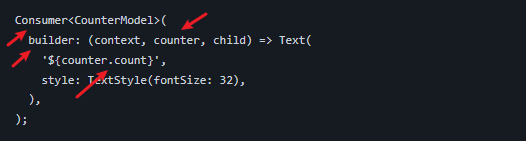 Consumer<CounterModel>(
  builder: (context, counter, child) => Text(
    '${counter.count}',
    style: TextStyle(fontSize: 32),
  ),
);